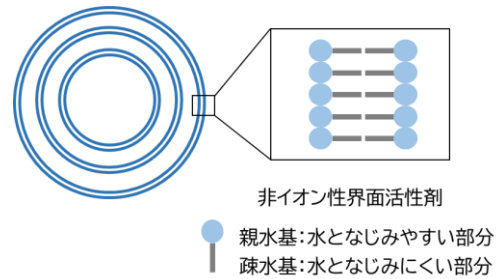 非イオン性界面活性剤
親水基：水となじみやすい部分
疎水基：水となじみにくい部分